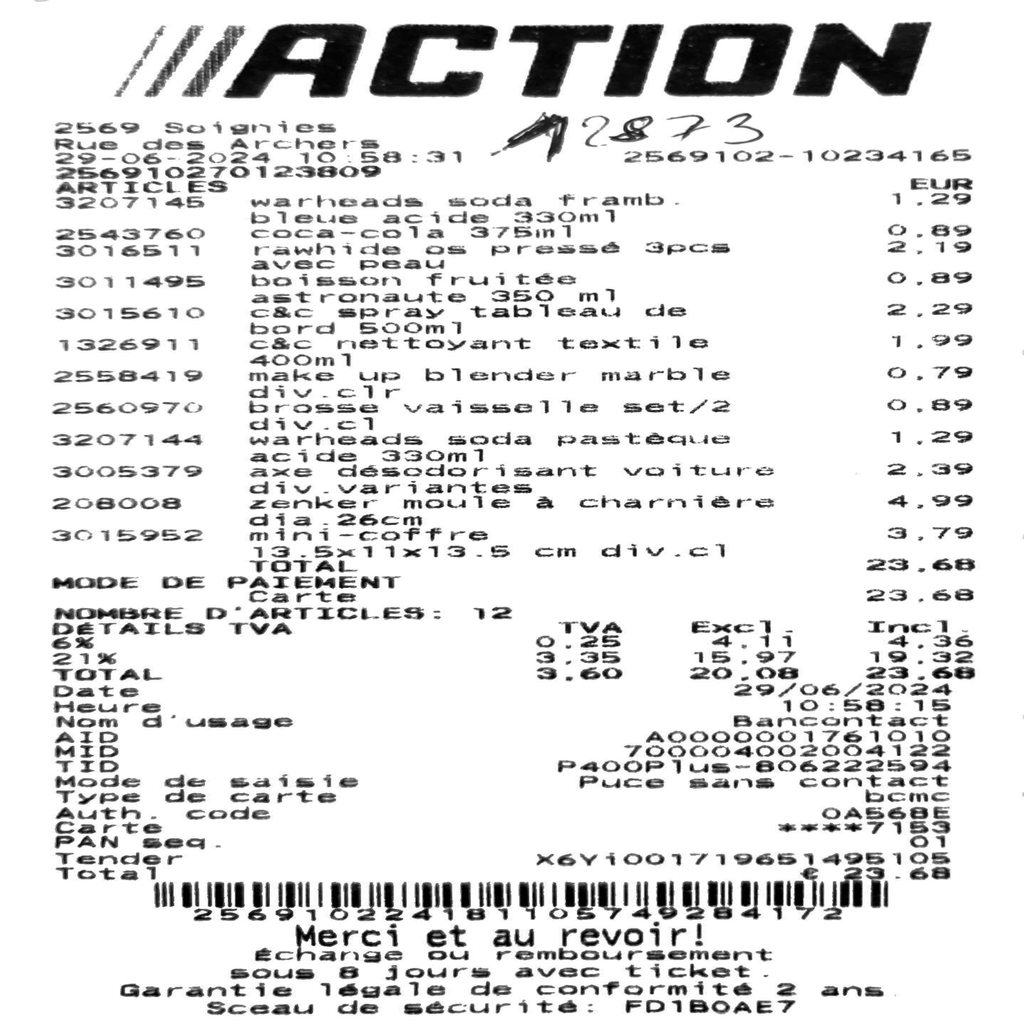 ACTION
2569 Soignies
12873
Rue des Archers
29-06-2024 10:58:31 2569102-10234165
256910270123809
ARTICLES EUR
3207145 warheads soda framb. 1,29
bleue acide 330ml
2543760 coca-cola 375ml 0,89
3016511 rawhide os pressé 3pcs 2,19
avec peau
3011495 boisson fruitée 0,89
astronaute 350 ml
3015610 c&c spray tableau de 2,29
bord 500ml
1326911 c&c nettoyant textile 1,99
400ml
2558419 make up blender marble 0,79
div.clr
2560970 brosse vaisselle set/2 0,89
div.cl
3207144 warheads soda pastèque 1,29
acide 330ml
3005379 axe désodorisant voiture 2,39
div.variantes
208008 zenker moule à charnière 4,99
dia.26cm
3015952 mini-coffre 3,79
13.5x11x13.5 cm div.cl
TOTAL 23,68
MODE DE PAIEMENT
Carte 23,68
NOMBRE D'ARTICLES: 12
DÉTAILS TVA TVA Excl. Incl.
6% 0,25 4,11 4,36
21% 3,35 15,97 19,32
TOTAL 3,60 20,08 23,68
Date 29/06/2024
Heure 10:58:15
Nom d'usage Bancontact
AID A00000001761010
MID 700004002004122
TID P400Plus-806222594
Mode de saisie Puce sans contact
Type de carte bcmc
Auth. code 0A568E
Carte ****7153
PAN seq. 01
Tender X6Yi001719651495105
Total € 23.68
256910224181105749284172
Merci et au revoir!
Échange ou remboursement
sous 8 jours avec ticket.
Garantie légale de conformité 2 ans
Sceau de sécurité: FD1B0AE7